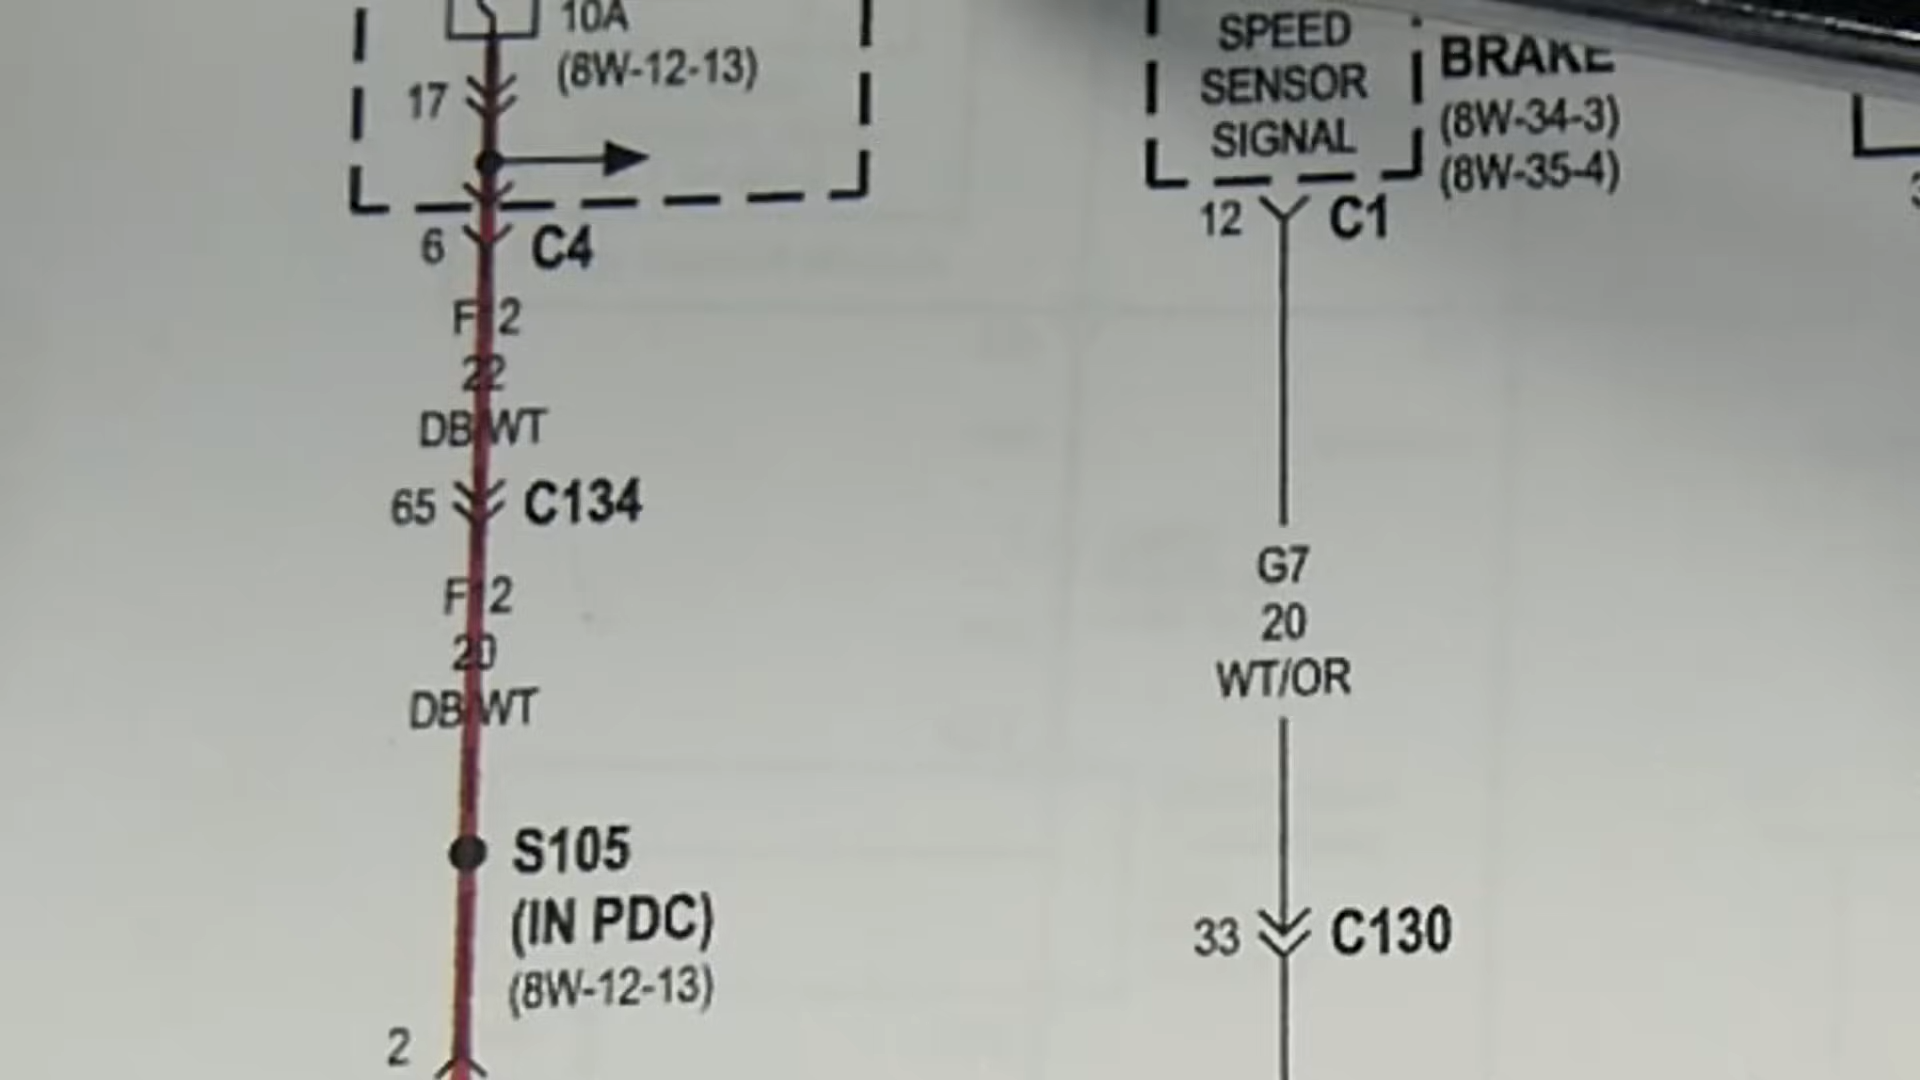 10A
(8W-12-13)
17
6
C4
F12
22
DB/WT
65
C134
F12
20
DB/WT
S105
(IN PDC)
(8W-12-13)
2
SPEED
SENSOR
SIGNAL
BRAKE
(8W-34-3)
(8W-35-4)
12
C1
G7
20
WT/OR
33
C130